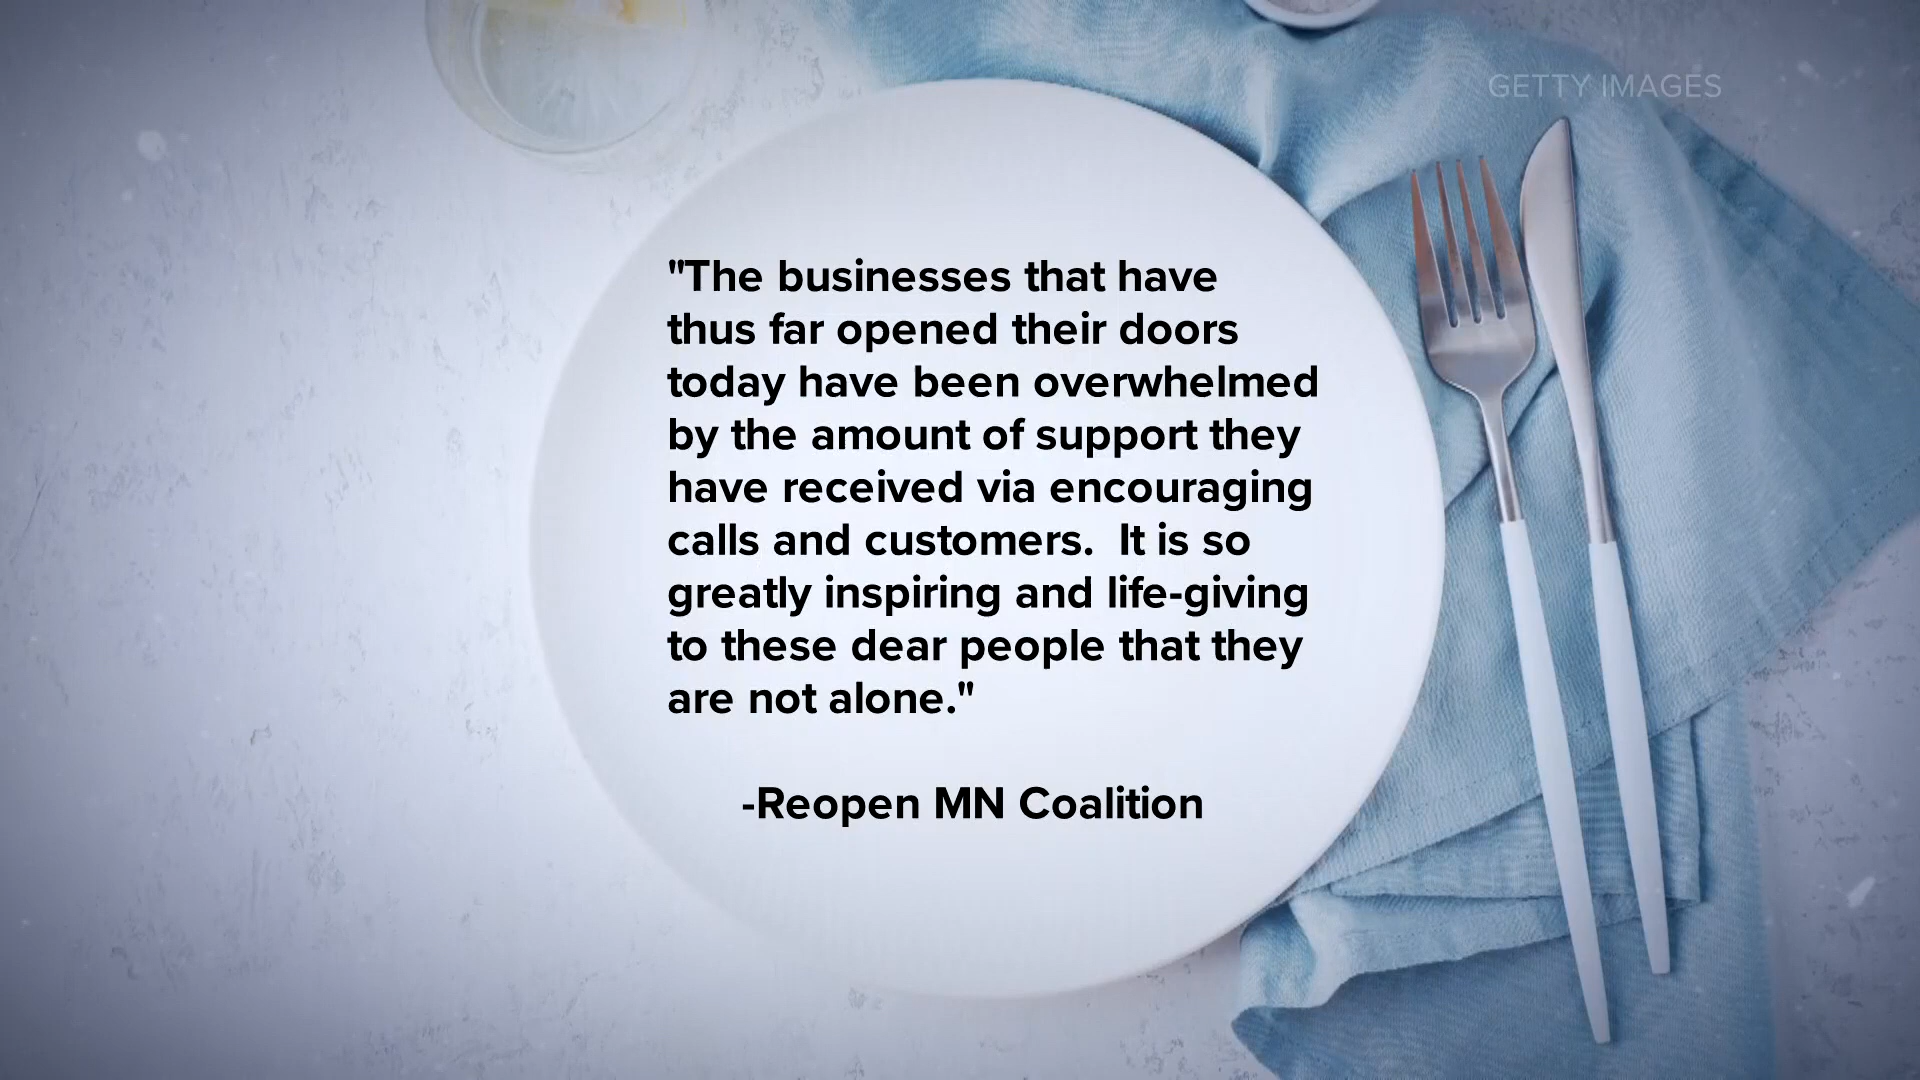 GETTY IMAGES
"The businesses that have
thus far opened their doors
today have been overwhelmed
by the amount of support they
have received via encouraging
calls and customers.  It is so
greatly inspiring and life-giving
to these dear people that they
are not alone."
-Reopen MN Coalition